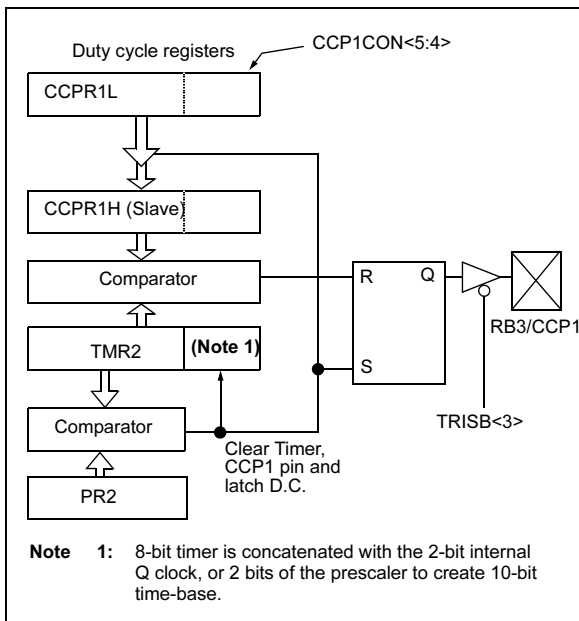 Duty cycle registers
CCP1CON<5:4>
CCPR1L
CCPR1H (Slave)
Comparator
R
Q
RB3/CCP1
TMR2
(Note 1)
S
TRISB<3>
Comparator
Clear Timer,
CCP1 pin and
latch D.C.
PR2
Note 1: 8-bit timer is concatenated with the 2-bit internal
Q clock, or 2 bits of the prescaler to create 10-bit
time-base.